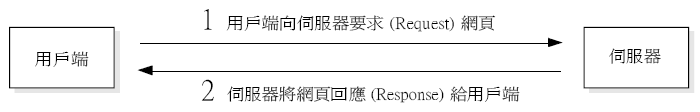 1 用戶端向伺服器要求 (Request) 網頁
用戶端
伺服器
2 伺服器將網頁回應 (Response) 給用戶端